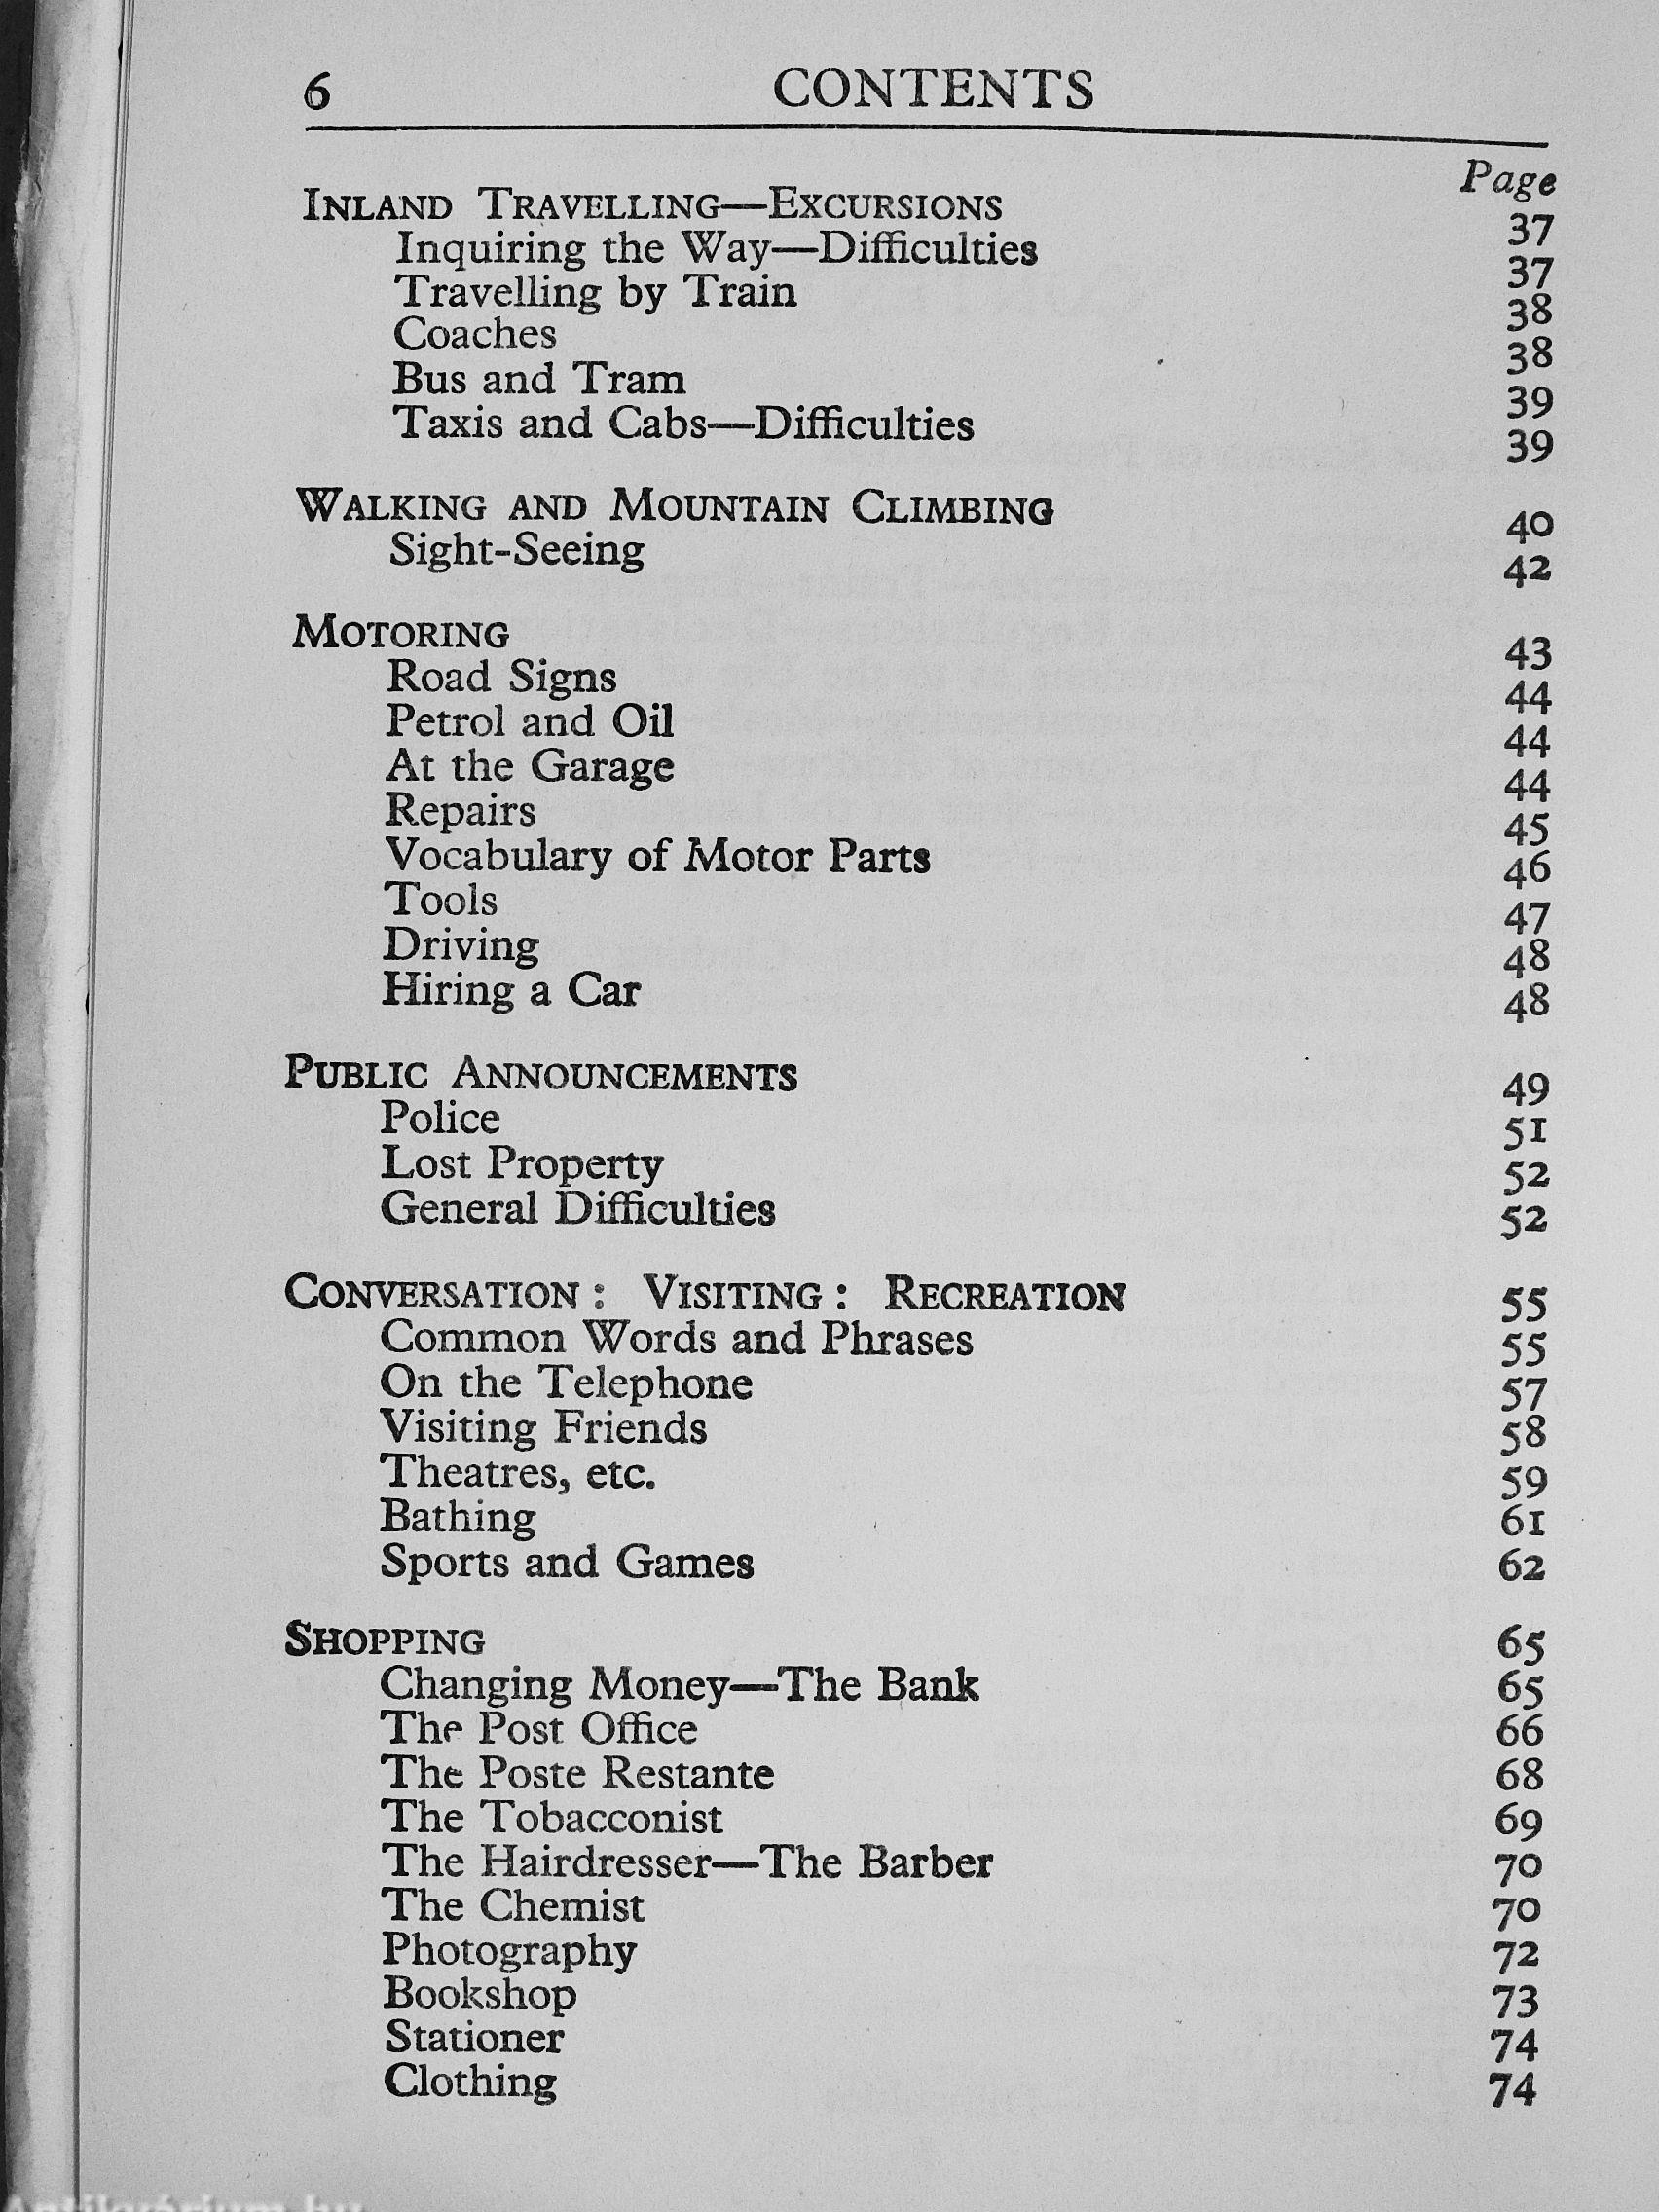 6 CONTENTS
Page
INLAND TRAVELLING—EXCURSIONS 37
Inquiring the Way—Difficulties 37
Travelling by Train 38
Coaches 38
Bus and Tram 39
Taxis and Cabs—Difficulties 39
WALKING AND MOUNTAIN CLIMBING 40
Sight-Seeing 42
MOTORING 43
Road Signs 44
Petrol and Oil 44
At the Garage 44
Repairs 45
Vocabulary of Motor Parts 46
Tools 47
Driving 48
Hiring a Car 48
PUBLIC ANNOUNCEMENTS 49
Police 51
Lost Property 52
General Difficulties 52
CONVERSATION : VISITING : RECREATION 55
Common Words and Phrases 55
On the Telephone 57
Visiting Friends 58
Theatres, etc. 59
Bathing 61
Sports and Games 62
SHOPPING 65
Changing Money—The Bank 65
The Post Office 66
The Poste Restante 68
The Tobacconist 69
The Hairdresser—The Barber 70
The Chemist 70
Photography 72
Bookshop 73
Stationer 74
Clothing 74